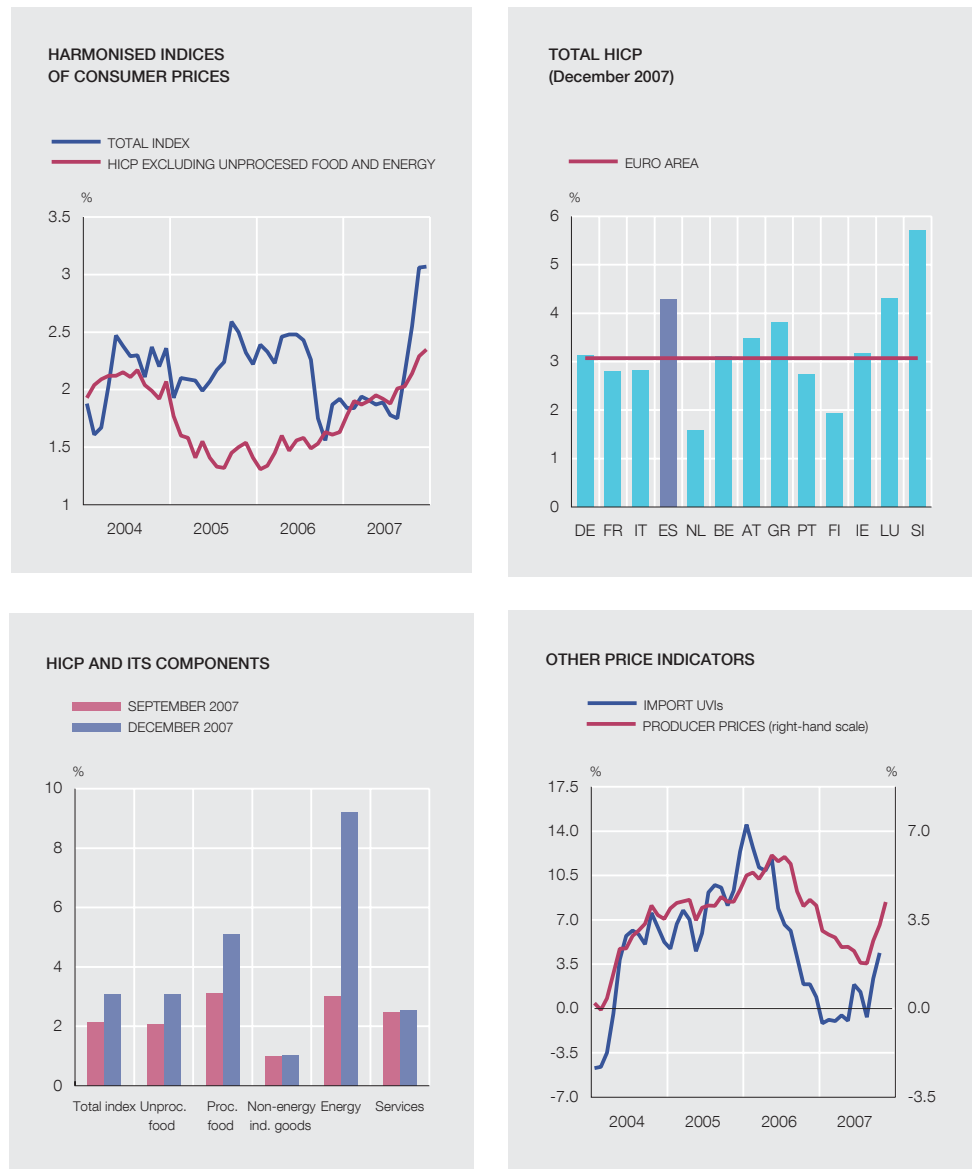 HARMONISED INDICES
OF CONSUMER PRICES
TOTAL INDEX
HICP EXCLUDING UNPROCESED FOOD AND ENERGY
%
3.5
3
2.5
2
1.5
1
2004 2005 2006 2007
TOTAL HICP
(December 2007)
EURO AREA
%
6
5
4
3
2
1
0
DE FR IT ES NL BE AT GR PT FI IE LU SI
HICP AND ITS COMPONENTS
SEPTEMBER 2007
DECEMBER 2007
%
10
8
6
4
2
0
Total index Unproc. Proc. Non-energy Energy Services
food food ind. goods
OTHER PRICE INDICATORS
IMPORT UVIs
PRODUCER PRICES (right-hand scale)
% %
17.5
14.0 7.0
10.5
7.0 3.5
3.5
0.0 0.0
-3.5
-7.0 -3.5
2004 2005 2006 2007